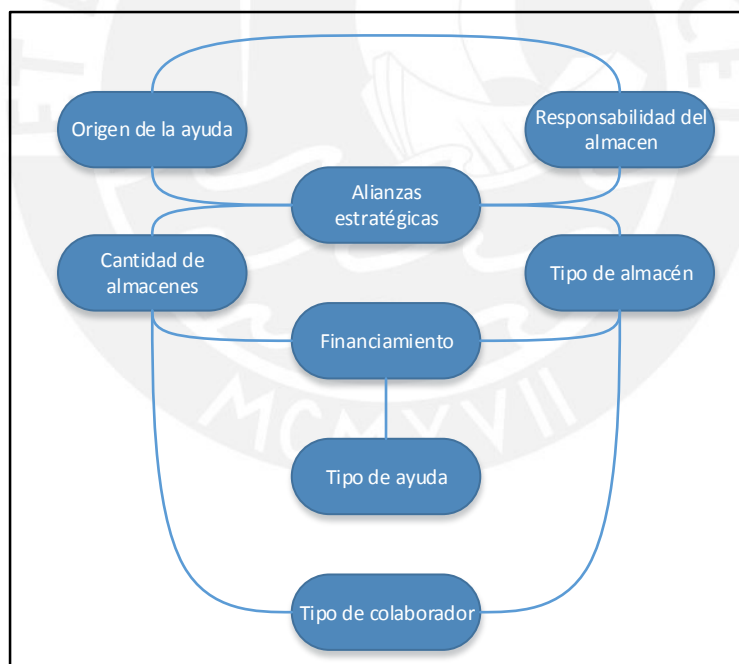 Origen de la ayuda
Responsabilidad del
almacen
Alianzas
estratégicas
Cantidad de
almacenes
Tipo de almacén
Financiamiento
MCMXVII
Tipo de ayuda
Tipo de colaborador